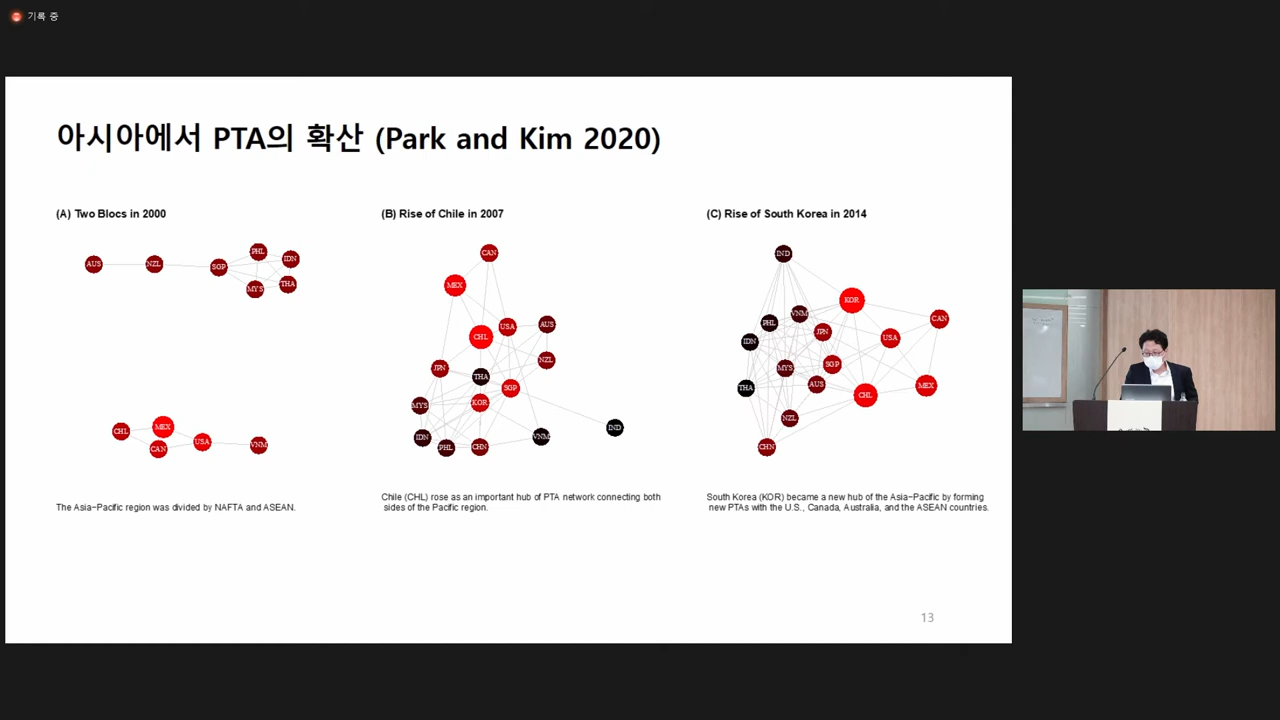 기록 중
아시아에서 PTA의 확산 (Park and Kim 2020)
(A) Two Blocs in 2000
AUS
NZL
SGP
PHL
IDN
MYS
THA
CHL
MEX
CAN
USA
VNM
The Asia−Pacific region was divided by NAFTA and ASEAN.
(B) Rise of Chile in 2007
CAN
MEX
CHL
USA
AUS
NZL
JPN
THA
SGP
MYS
KOR
IDN
PHL
CHN
VNM
IND
Chile (CHL) rose as an important hub of PTA network connecting both
sides of the Pacific region.
(C) Rise of South Korea in 2014
IND
KOR
VNM
PHL
JPN
CAN
IDN
USA
MYS
SGP
THA
AUS
CHL
MEX
NZL
CHN
South Korea (KOR) became a new hub of the Asia−Pacific by forming
new PTAs with the U.S., Canada, Australia, and the ASEAN countries.
13